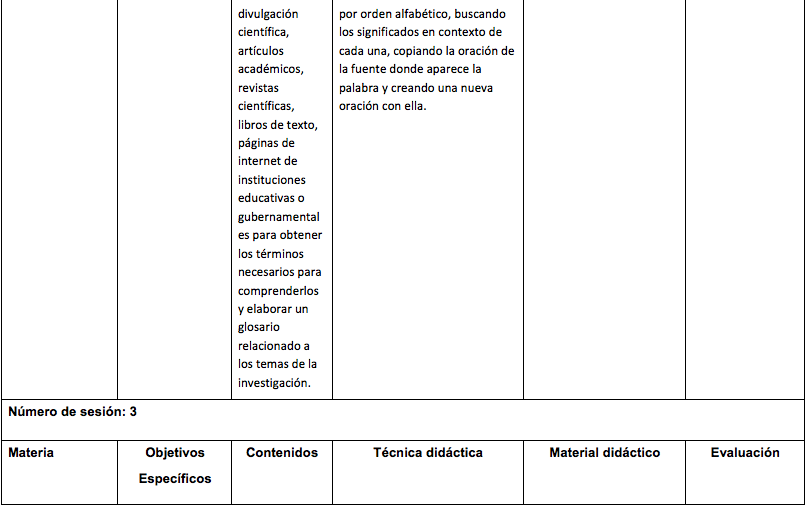 divulgación
científica,
artículos
académicos,
revistas
científicas,
libros de texto,
páginas de
internet de
instituciones
educativas o
gubernamental
es para obtener
los términos
necesarios para
comprenderlos
y elaborar un
glosario
relacionado a
los temas de la
investigación.
por orden alfabético, buscando
los significados en contexto de
cada una, copiando la oración de
la fuente donde aparece la
palabra y creando una nueva
oración con ella.
Número de sesión: 3
Materia
Objetivos
Específicos
Contenidos
Técnica didáctica
Material didáctico
Evaluación